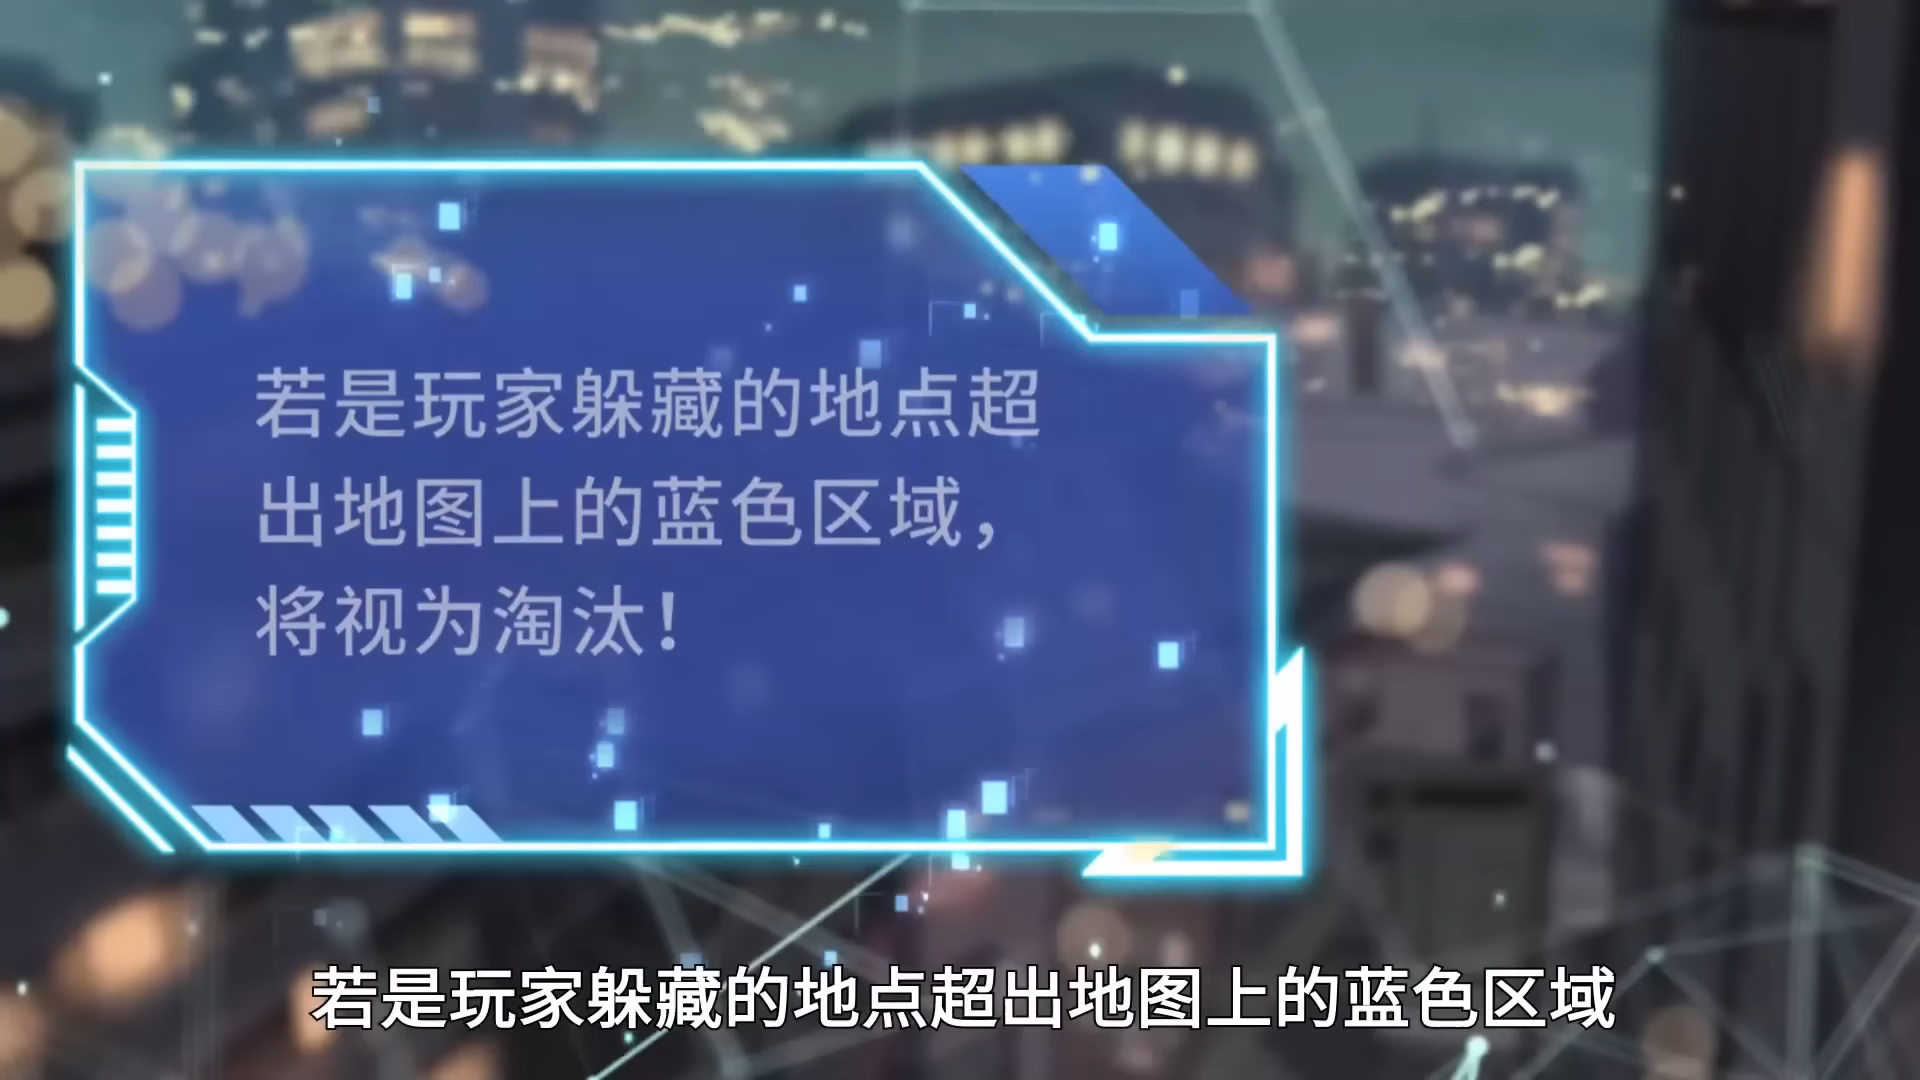 若是玩家躲藏的地点超
出地图上的蓝色区域，
将视为淘汰！
若是玩家躲藏的地点超出地图上的蓝色区域